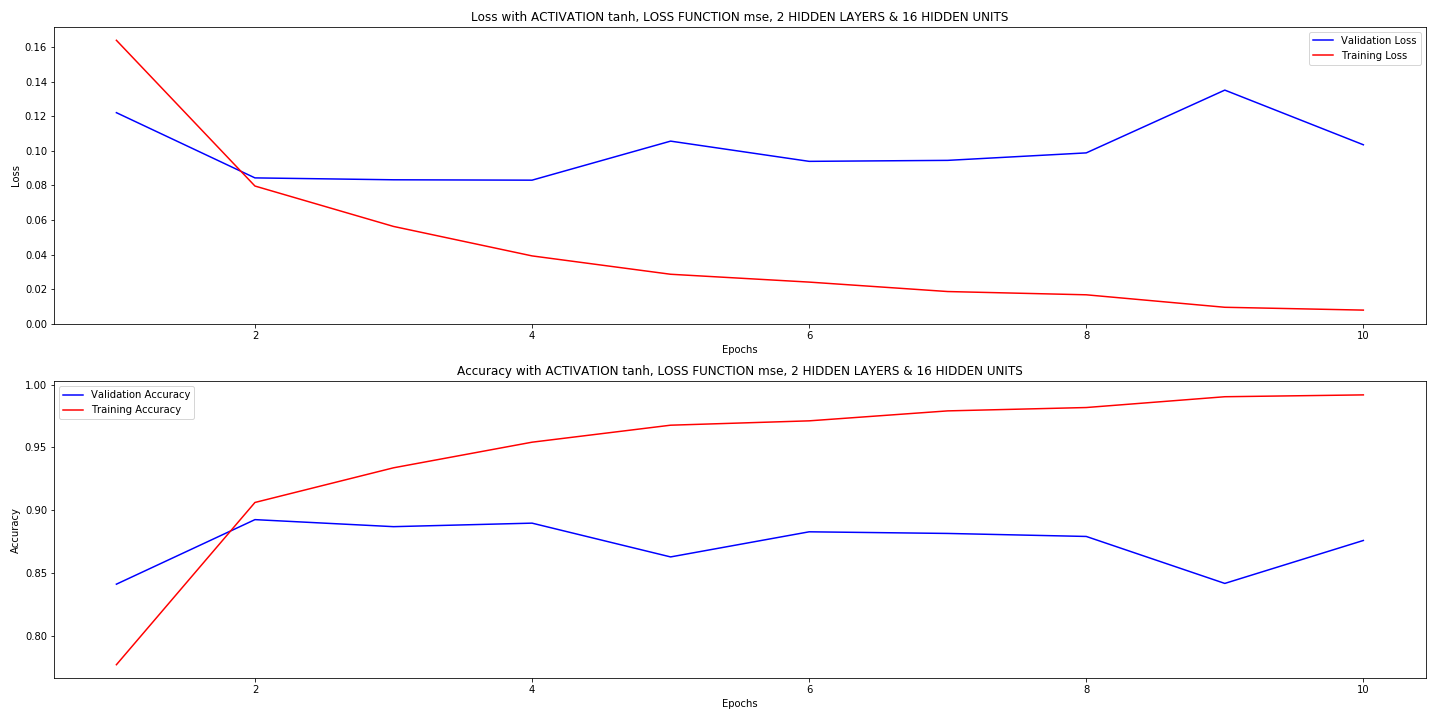 Loss with ACTIVATION tanh, LOSS FUNCTION mse, 2 HIDDEN LAYERS & 16 HIDDEN UNITS
Validation Loss
Training Loss
0.16
0.14
0.12
0.10
0.08
0.06
0.04
0.02
0.00
Loss
2 4 6 8 10
Epochs
Accuracy with ACTIVATION tanh, LOSS FUNCTION mse, 2 HIDDEN LAYERS & 16 HIDDEN UNITS
Validation Accuracy
Training Accuracy
1.00
0.95
0.90
0.85
0.80
Accuracy
2 4 6 8 10
Epochs